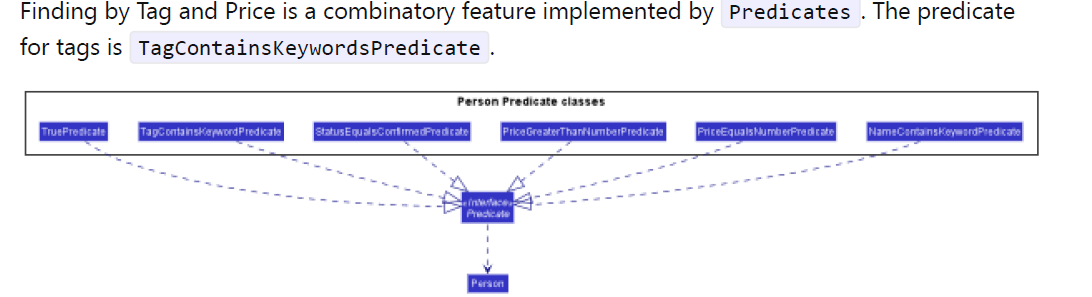 Finding by Tag and Price is a combinatory feature implemented by Predicates . The predicate
for tags is TagContainsKeywordsPredicate .
Person Predicate classes
TruePredicate TagContainsKeywordPredicate StatusEqualsConfirmedPredicate PriceGreaterThanNumberPredicate PriceEqualsNumberPredicate NameContainsKeywordPredicate
«Interface»
Predicate
Person